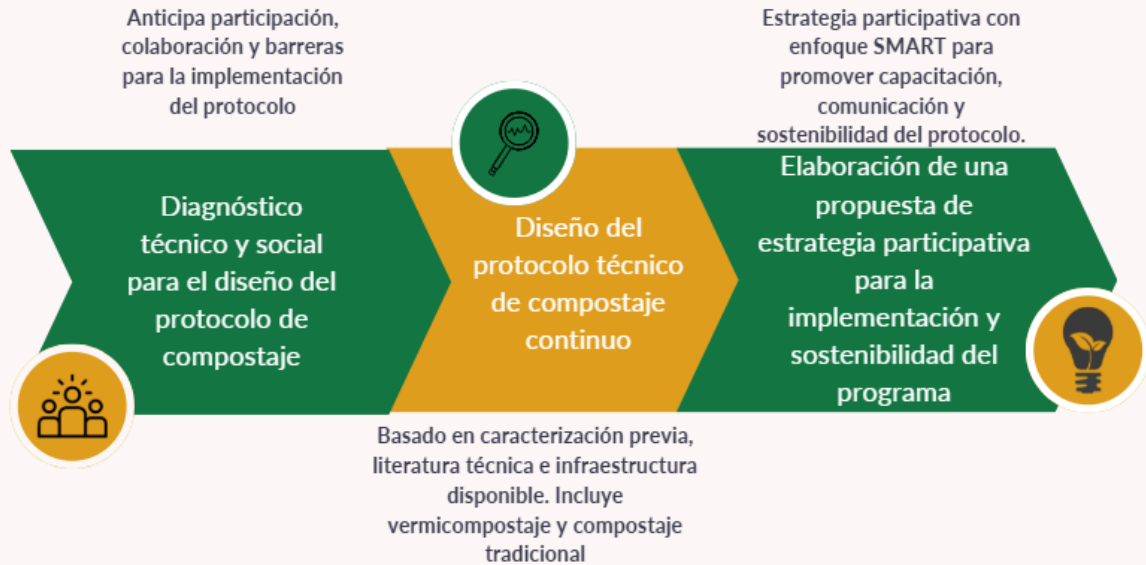 Anticipa participación,
colaboración y barreras
para la implementación
del protocolo
Diagnóstico
técnico y social
para el diseño del
protocolo de
compostaje
Diseño del
protocolo técnico
de compostaje
continuo
Basado en caracterización previa,
literatura técnica e infraestructura
disponible. Incluye
vermicompostaje y compostaje
tradicional
Estrategia participativa con
enfoque SMART para
promover capacitación,
comunicación y
sostenibilidad del protocolo.
Elaboración de una
propuesta de
estrategia participativa
para la
implementación y
sostenibilidad del
programa